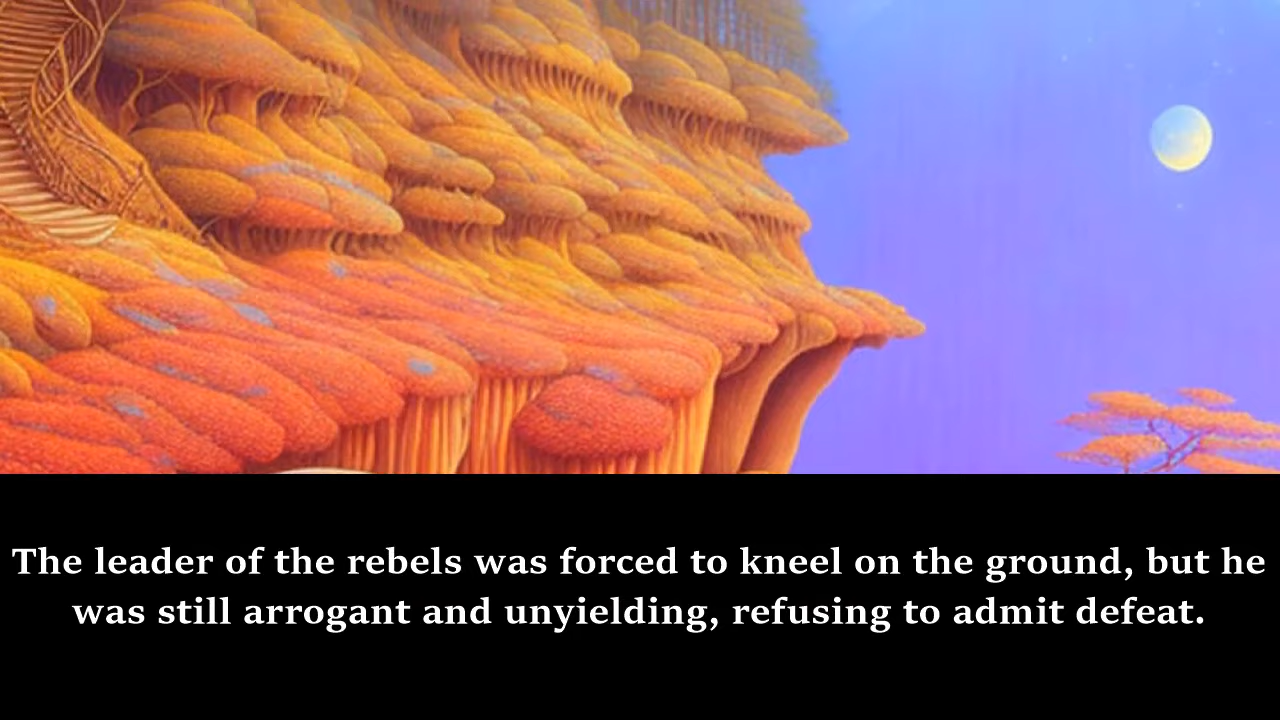 The leader of the rebels was forced to kneel on the ground, but he
was still arrogant and unyielding, refusing to admit defeat.